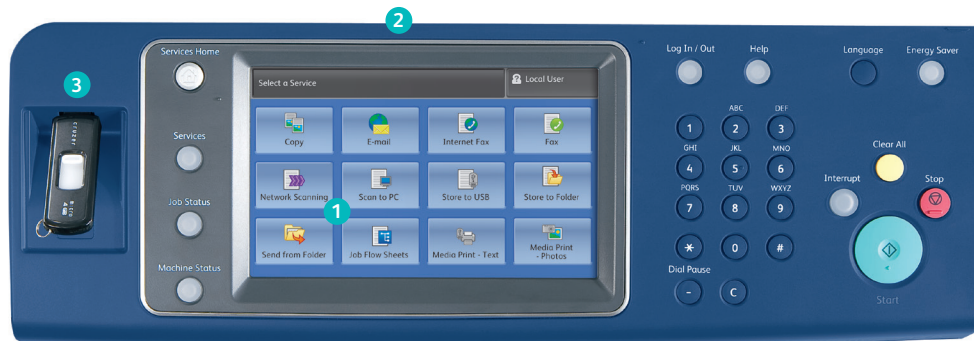 2
Services Home
Log In / Out
Help
Language
Energy Saver
3
Select a Service
Local User
Copy
E-mail
Internet Fax
Fax
Services
Network Scanning
Scan to PC
Store to USB
Store to Folder
Job Status
1
Send from Folder
Job Flow Sheets
Media Print - Text
Media Print
- Photos
Machine Status
cruzer
4 GB
ABC
DEF
1
2
3
GHI
JKL
MNO
4
5
6
PQRS
TUV
WXYZ
7
8
9
*
0
#
Dial Pause
-
C
Clear All
Interrupt
Stop
Start